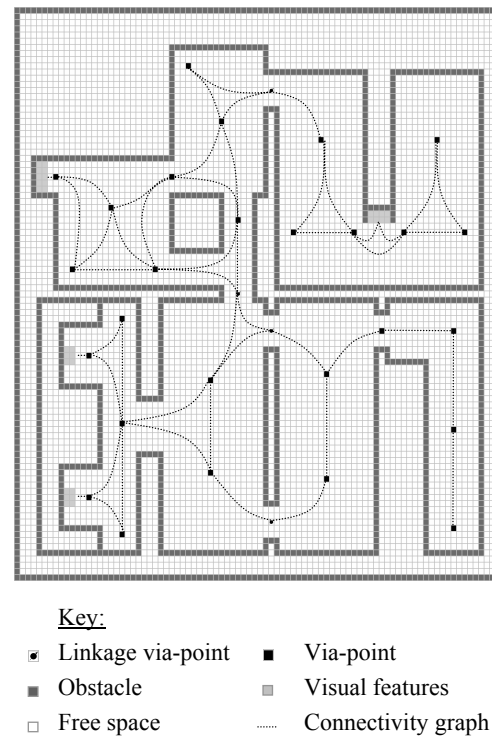 Key:
Linkage via-point Via-point
Obstacle Visual features
Free space Connectivity graph